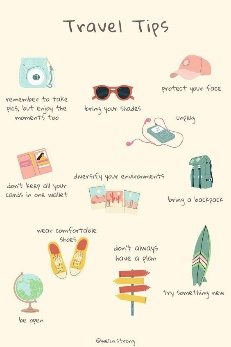 Travel Tips
remember to take
pics, but enjoy the
moments too
bring your shades
protect your face
unplug
don't keep all your
cards in one wallet
diversify your environments
bring a backpack
wear comfortable
shoes
don't always
have a plan
try something new
be open